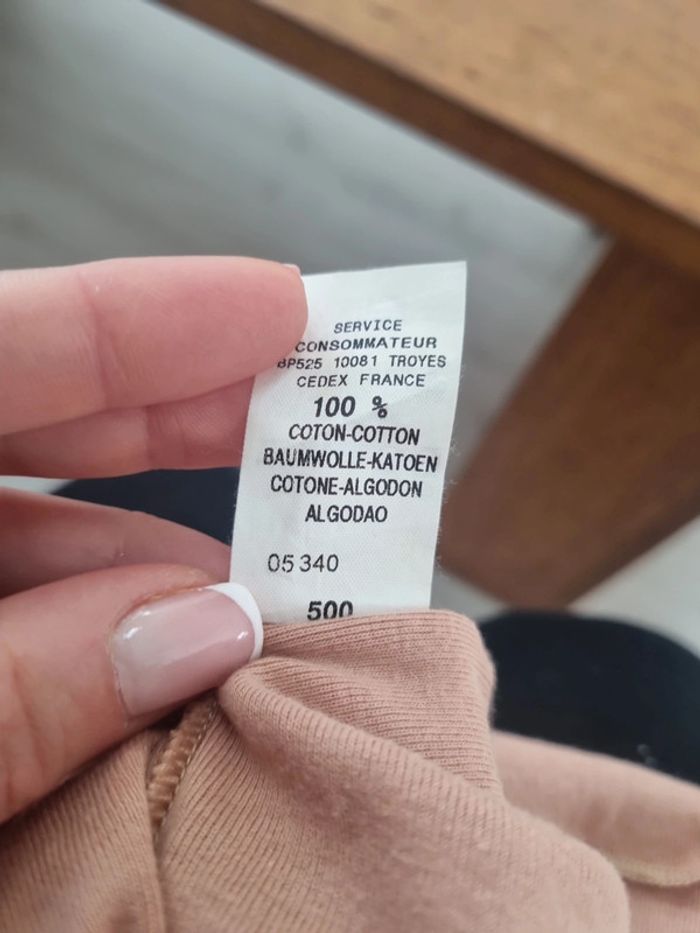 SERVICE
CONSOMMATEUR
BP525 10081 TROYES
CEDEX FRANCE
100 %
COTON-COTTON
BAUMWOLLE-KATOEN
COTONE-ALGODON
ALGODAO
05 340
500